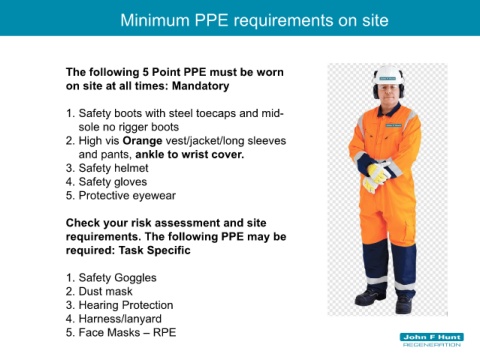 Minimum PPE requirements on site
The following 5 Point PPE must be worn
on site at all times: Mandatory
1. Safety boots with steel toecaps and mid-
sole no rigger boots
2. High vis Orange vest/jacket/long sleeves
and pants, ankle to wrist cover.
3. Safety helmet
4. Safety gloves
5. Protective eyewear
Check your risk assessment and site
requirements. The following PPE may be
required: Task Specific
1. Safety Goggles
2. Dust mask
3. Hearing Protection
4. Harness/lanyard
5. Face Masks – RPE
John F Hunt
REGENERATION